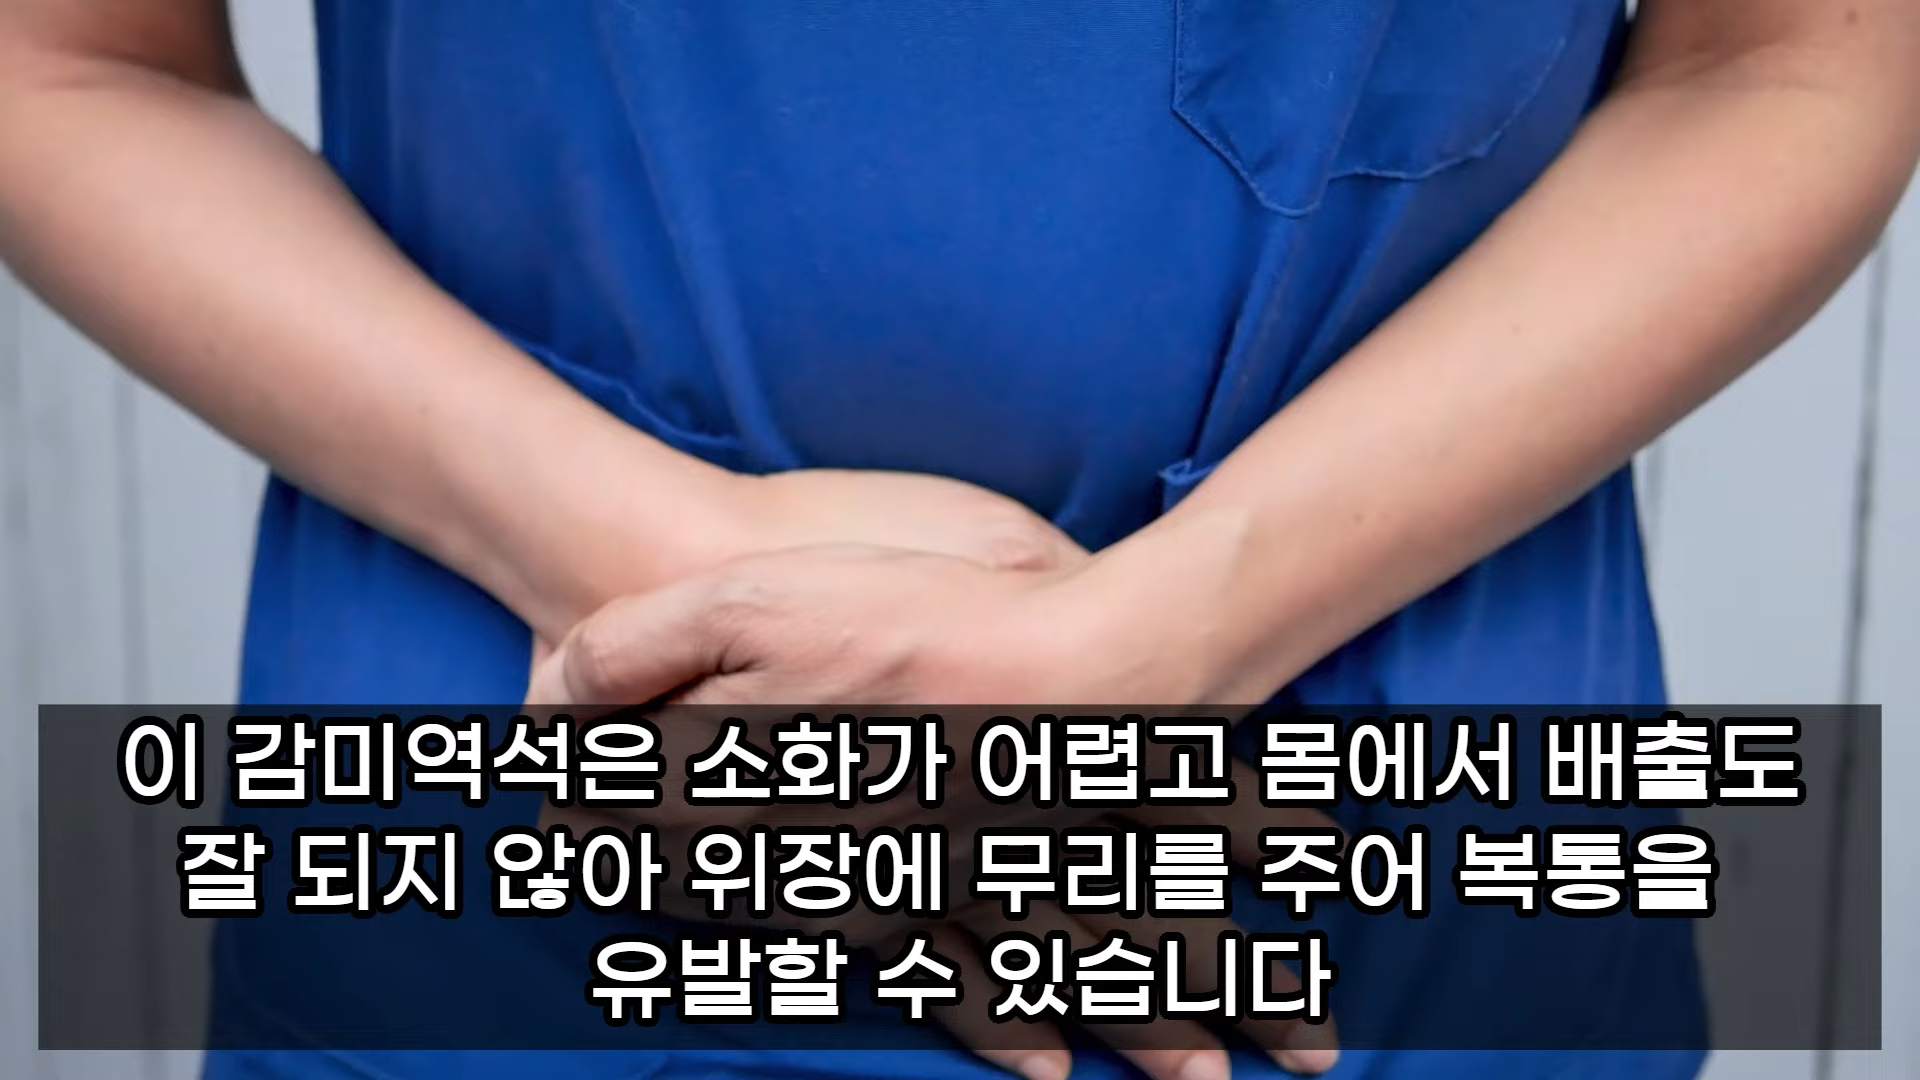 이 감미역석은 소화가 어렵고 몸에서 배출도
잘 되지 않아 위장에 무리를 주어 복통을
유발할 수 있습니다